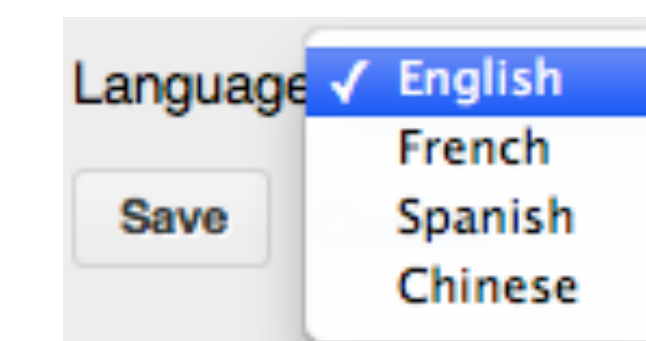 Language ✓ English
French
Save
Spanish
Chinese